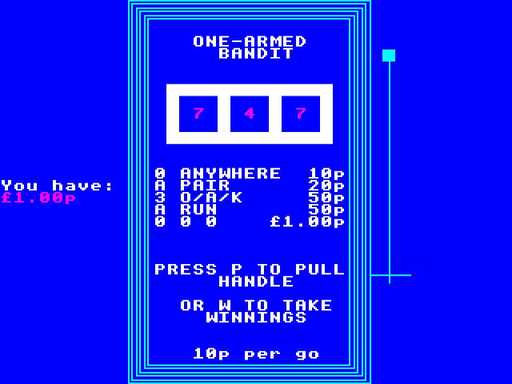 ONE-ARMED
BANDIT
7 4 7
You have:
£1.00p
0 ANYWHERE 10p
A PAIR 20p
3 O/A/K 50p
A RUN 50p
0 0 0 £1.00p
PRESS P TO PULL
HANDLE
OR W TO TAKE
WINNINGS
10p per go